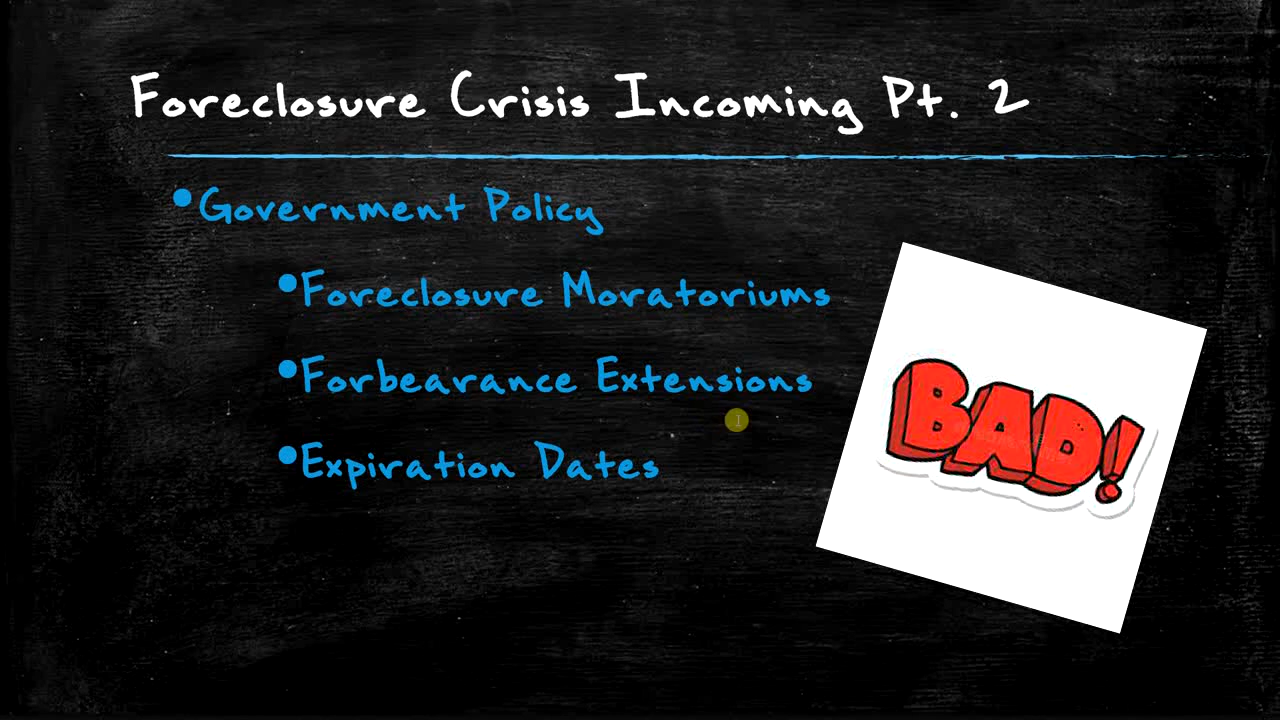 Foreclosure Crisis Incoming Pt. 2
•Government Policy
•Foreclosure Moratoriums
•Forbearance Extensions
•Expiration Dates
BAD!